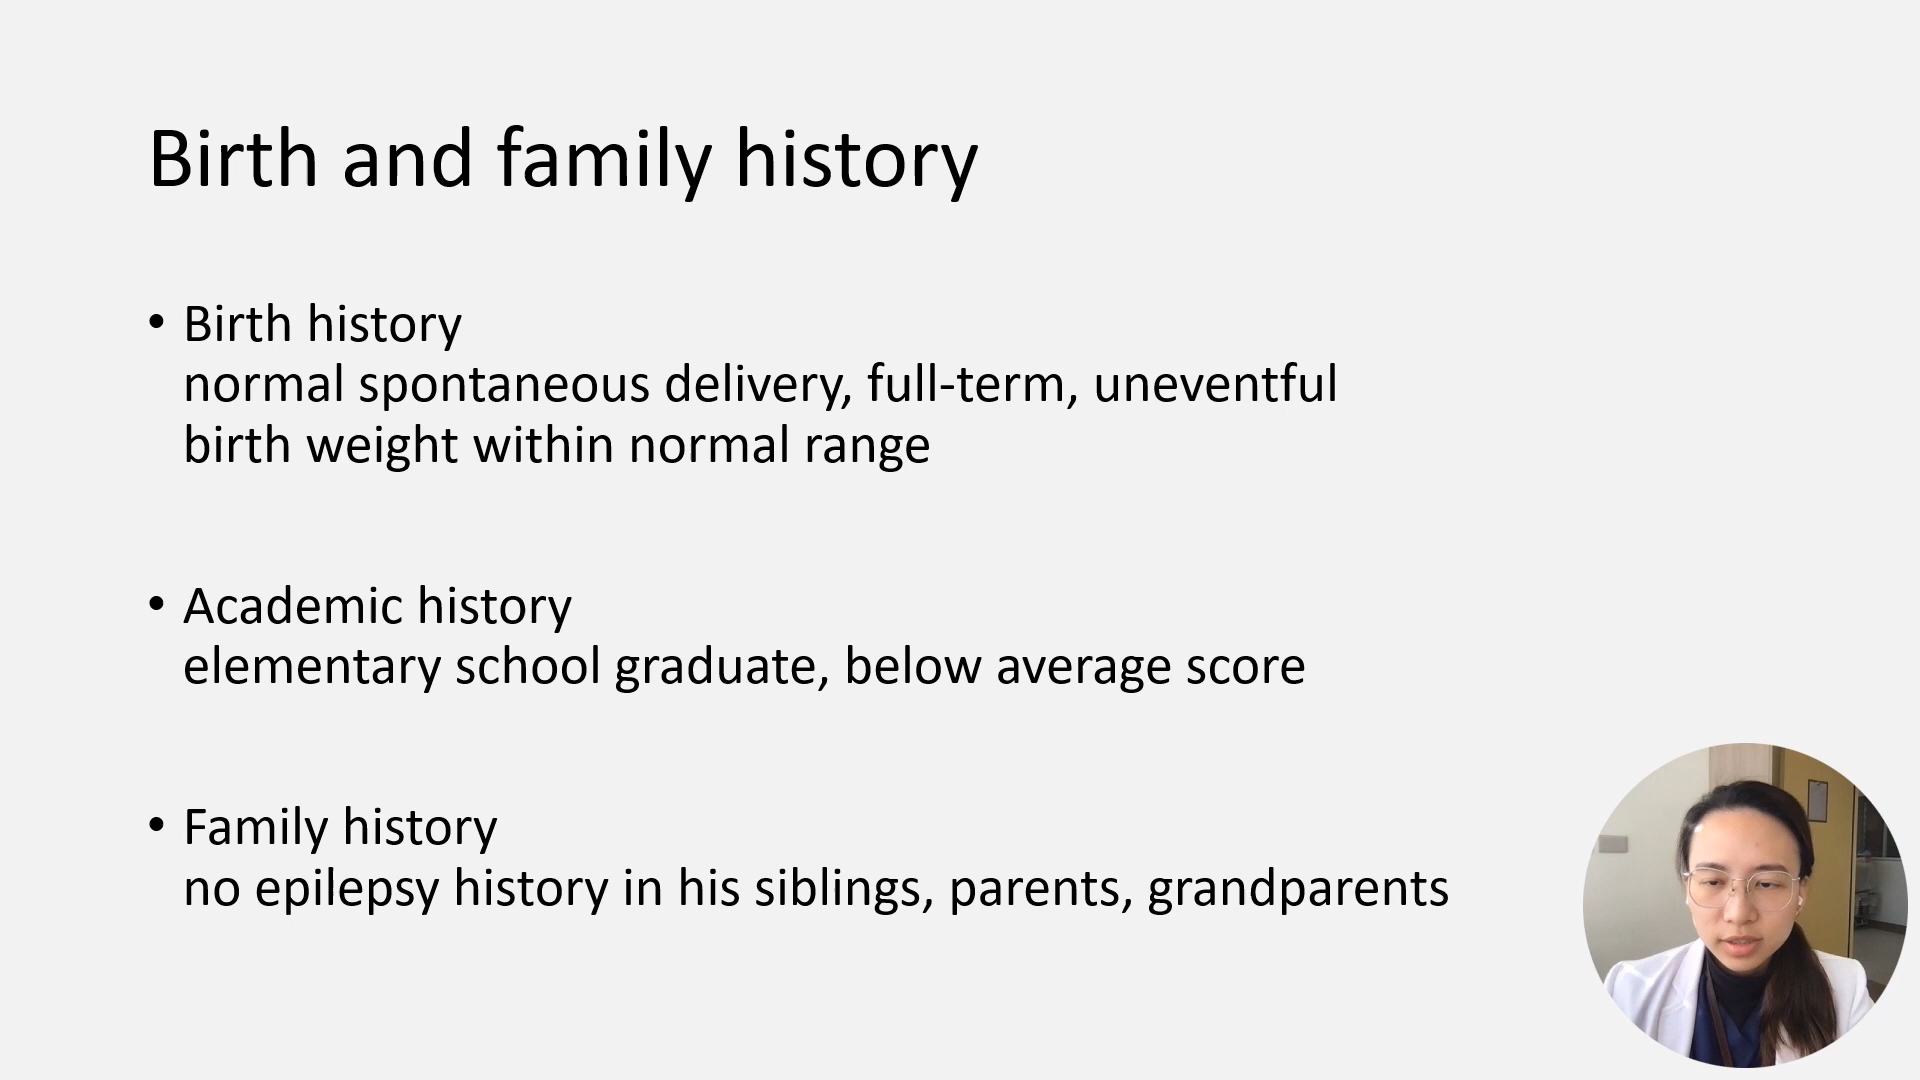 Birth and family history
• Birth history
normal spontaneous delivery, full-term, uneventful
birth weight within normal range
• Academic history
elementary school graduate, below average score
• Family history
no epilepsy history in his siblings, parents, grandparents